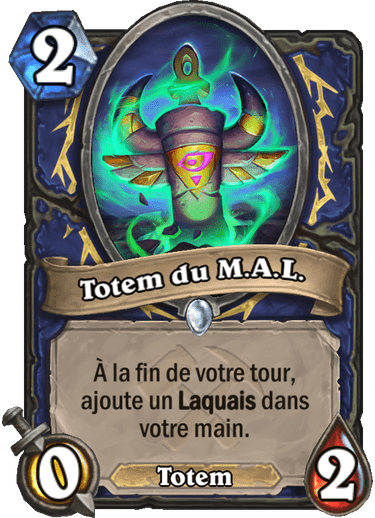 2
Totem du M.A.L.
À la fin de votre tour,
ajoute un Laquais dans
votre main.
0
Totem
2